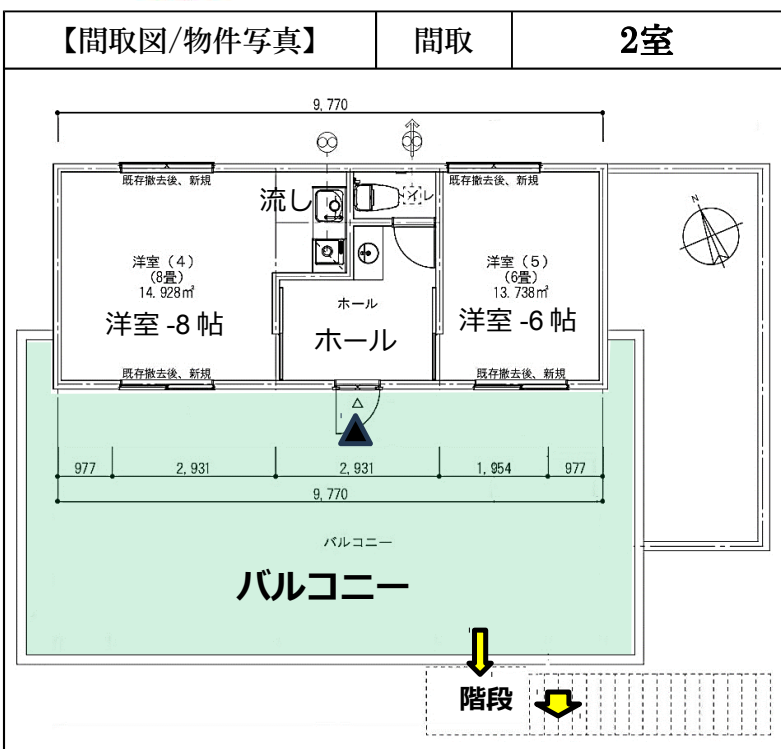 【間取図/物件写真】 間取 2室
9,770
既存撤去後、新規
既存撤去後、新規
流し
トイレ
N
洋室（4）
(8畳)
14.928㎡
洋室 -8 帖
ホール
ホール
洋室（5）
(6畳)
13.738㎡
洋室 -6 帖
既存撤去後、新規
既存撤去後、新規
977 2,931 2,931 1,954 977
9,770
バルコニー
バルコニー
階段